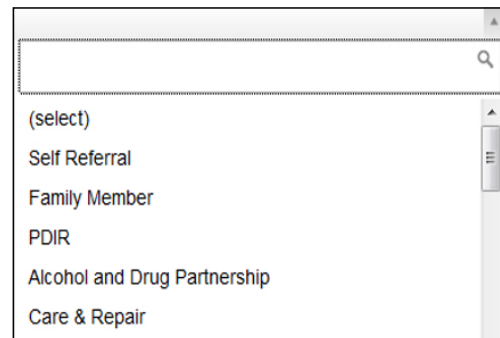 (select)
Self Referral
Family Member
PDIR
Alcohol and Drug Partnership
Care & Repair